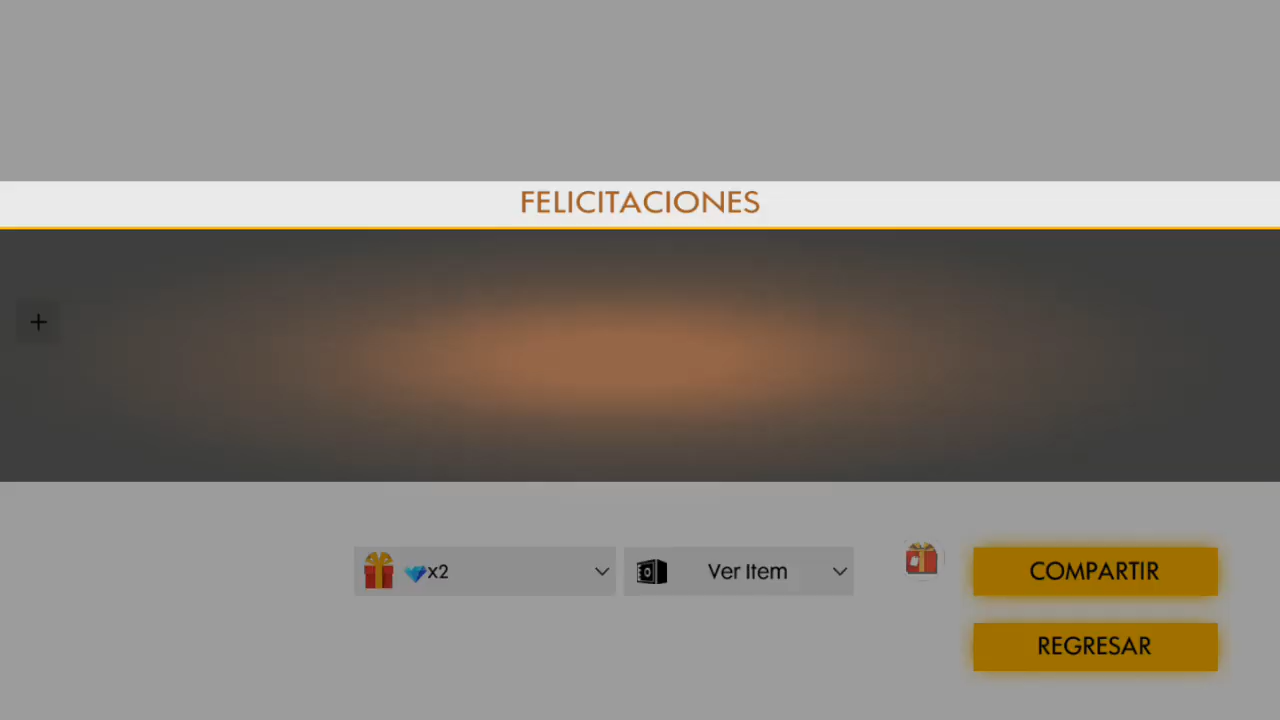 FELICITACIONES
+
x2
Ver Item
COMPARTIR
REGRESAR